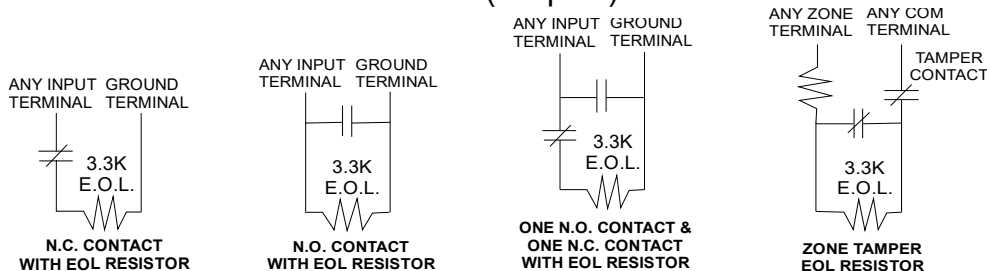 ANY INPUT GROUND
TERMINAL TERMINAL
3.3K
E.O.L.
N.C. CONTACT
WITH EOL RESISTOR
ANY INPUT GROUND
TERMINAL TERMINAL
3.3K
E.O.L.
N.O. CONTACT
WITH EOL RESISTOR
ANY INPUT GROUND
TERMINAL TERMINAL
3.3K
E.O.L.
ONE N.O. CONTACT &
ONE N.C. CONTACT
WITH EOL RESISTOR
ANY ZONE ANY COM
TERMINAL TERMINAL
TAMPER
CONTACT
3.3K
E.O.L.
ZONE TAMPER
EOL RESISTOR